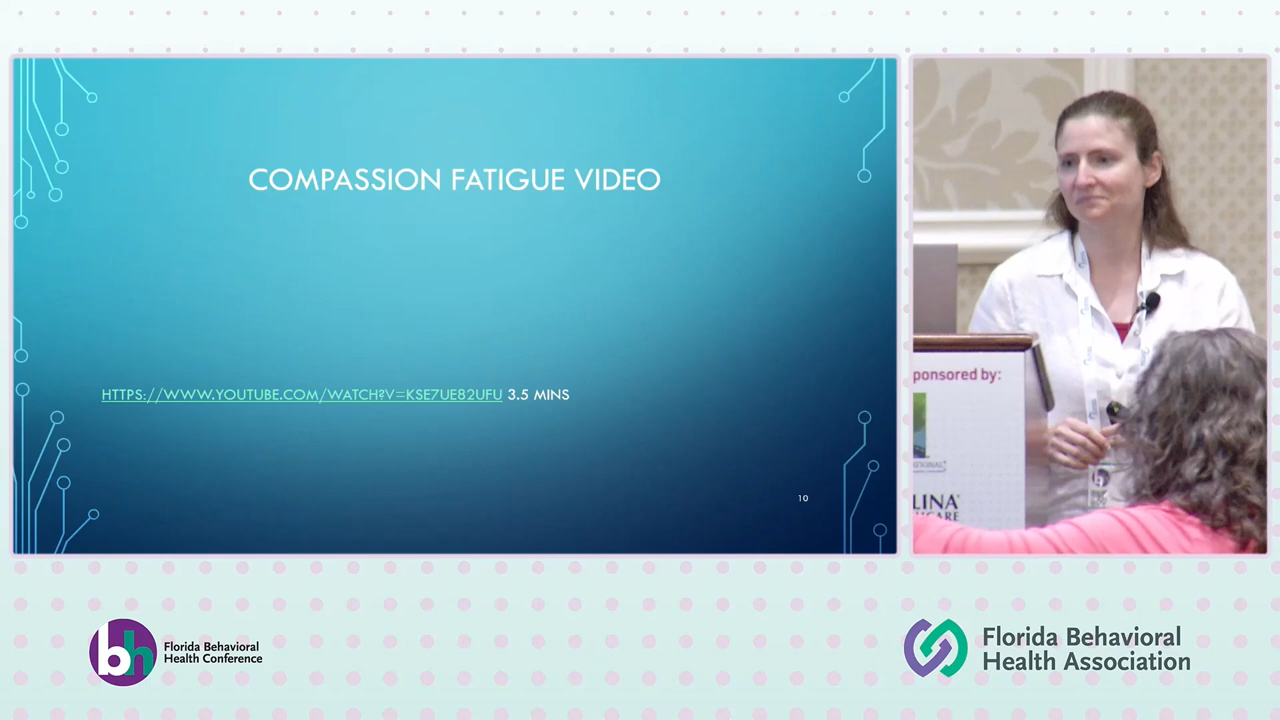 COMPASSION FATIGUE VIDEO
HTTPS://WWW.YOUTUBE.COM/WATCH?V=KSE7UE82UFU 3.5 MINS
10
ponsored by:
LINA
bh Florida Behavioral
Health Conference
Florida Behavioral
Health Association